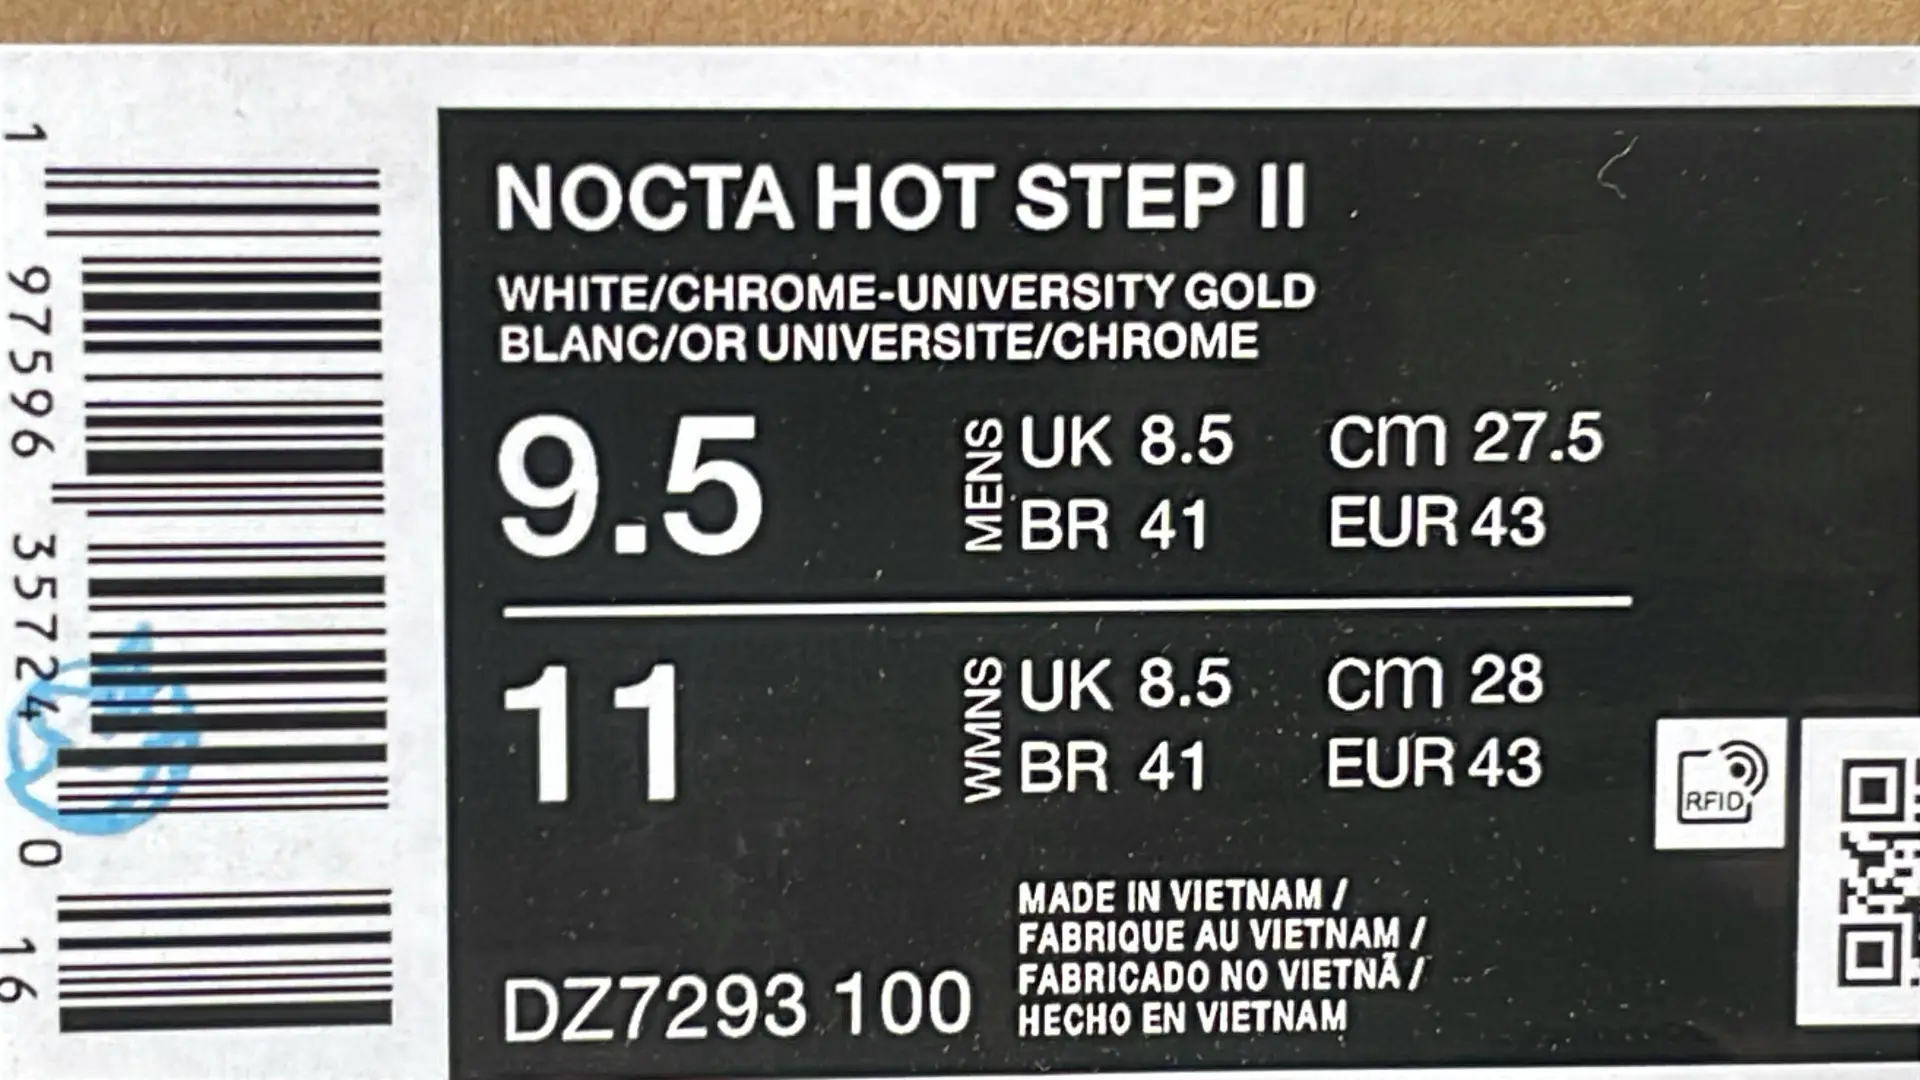 1 97596 35724 0
16
NOCTA HOT STEP II
WHITE/CHROME-UNIVERSITY GOLD
BLANC/OR UNIVERSITE/CHROME
9.5
MENS
UK 8.5 cm 27.5
BR 41 EUR 43
11
WMNS
UK 8.5 cm 28
BR 41 EUR 43
RFID
MADE IN VIETNAM /
FABRIQUE AU VIETNAM /
FABRICADO NO VIETNÃ /
HECHO EN VIETNAM
DZ7293 100